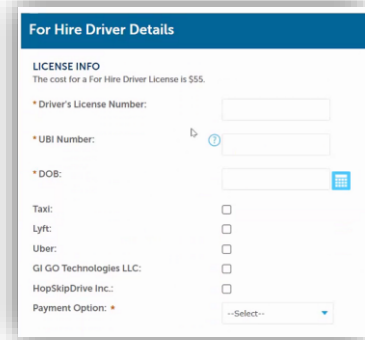 For Hire Driver Details
LICENSE INFO
The cost for a For Hire Driver License is $55.
* Driver's License Number:
* UBI Number: ?
* DOB:
Taxi:
Lyft:
Uber:
GI GO Technologies LLC:
HopSkipDrive Inc.:
Payment Option: * --Select--